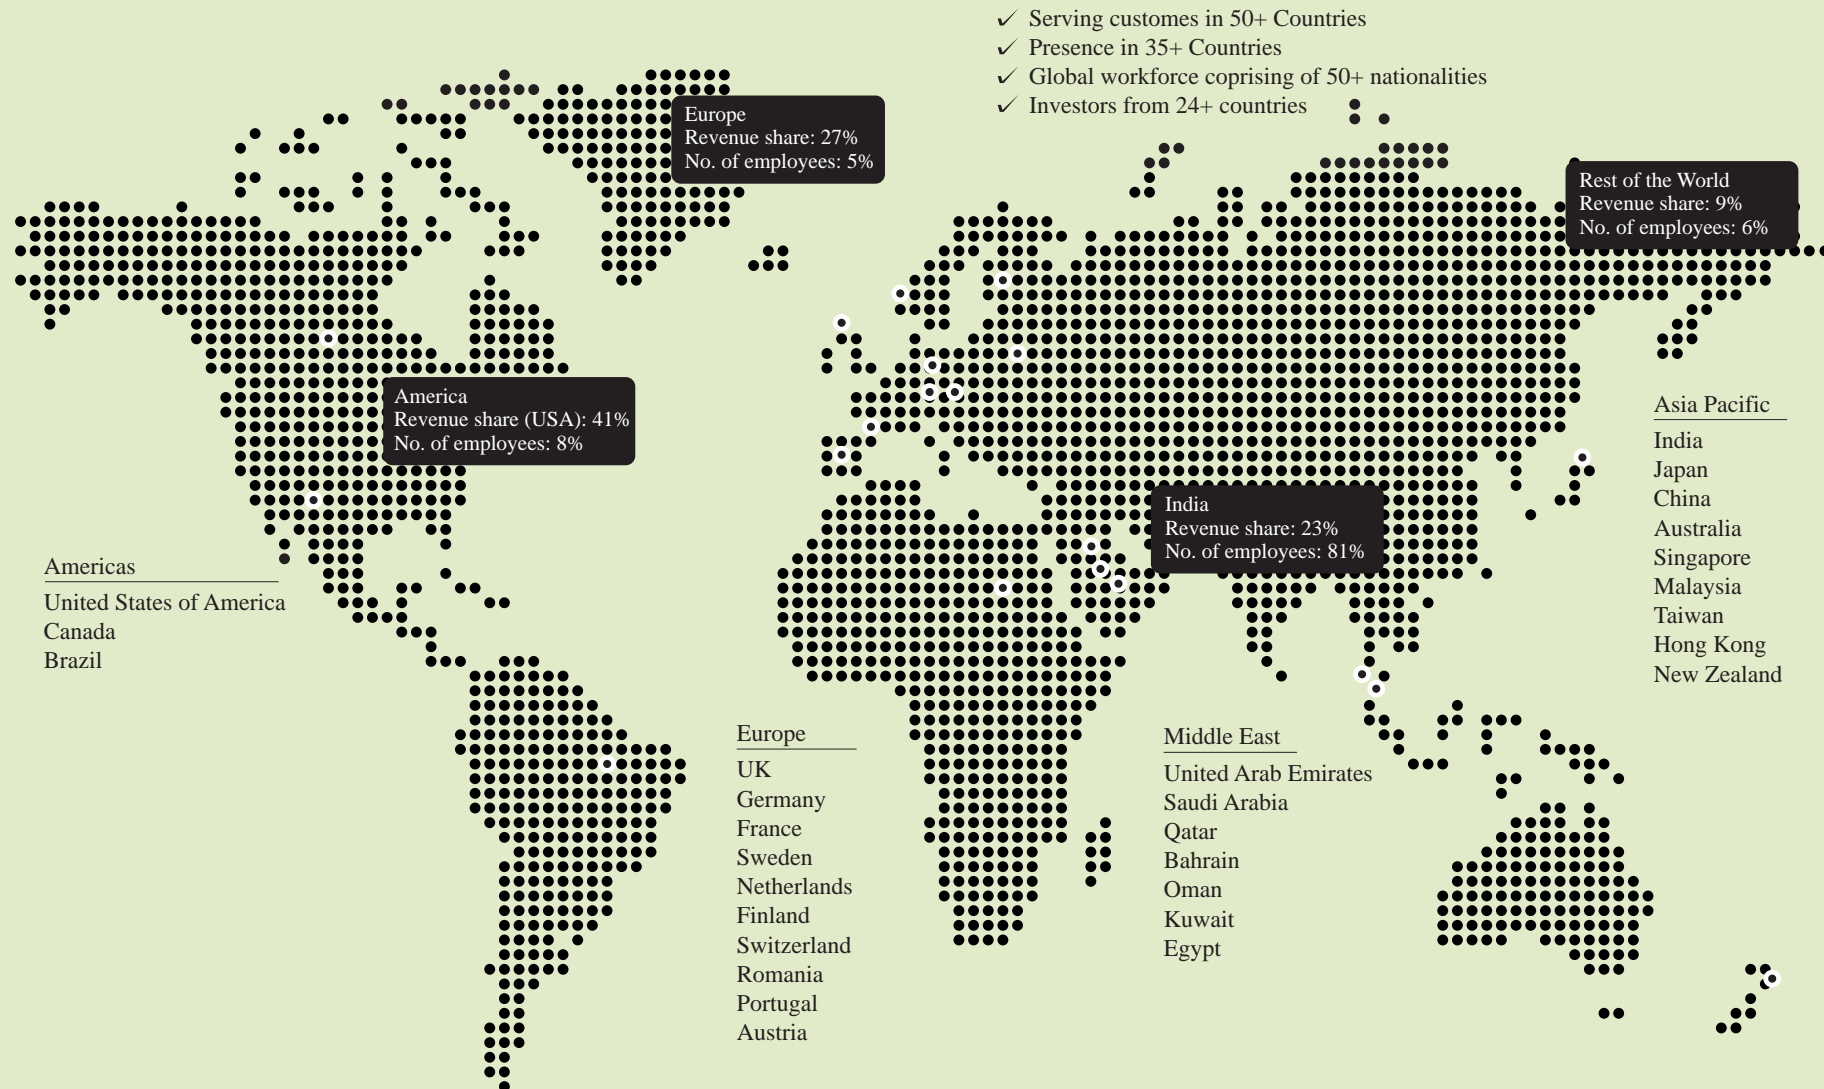 ✓ Serving customes in 50+ Countries
✓ Presence in 35+ Countries
✓ Global workforce coprising of 50+ nationalities
✓ Investors from 24+ countries
Europe
Revenue share: 27%
No. of employees: 5%
Rest of the World
Revenue share: 9%
No. of employees: 6%
America
Revenue share (USA): 41%
No. of employees: 8%
India
Revenue share: 23%
No. of employees: 81%
Americas
United States of America
Canada
Brazil
Europe
UK
Germany
France
Sweden
Netherlands
Finland
Switzerland
Romania
Portugal
Austria
Middle East
United Arab Emirates
Saudi Arabia
Qatar
Bahrain
Oman
Kuwait
Egypt
Asia Pacific
India
Japan
China
Australia
Singapore
Malaysia
Taiwan
Hong Kong
New Zealand